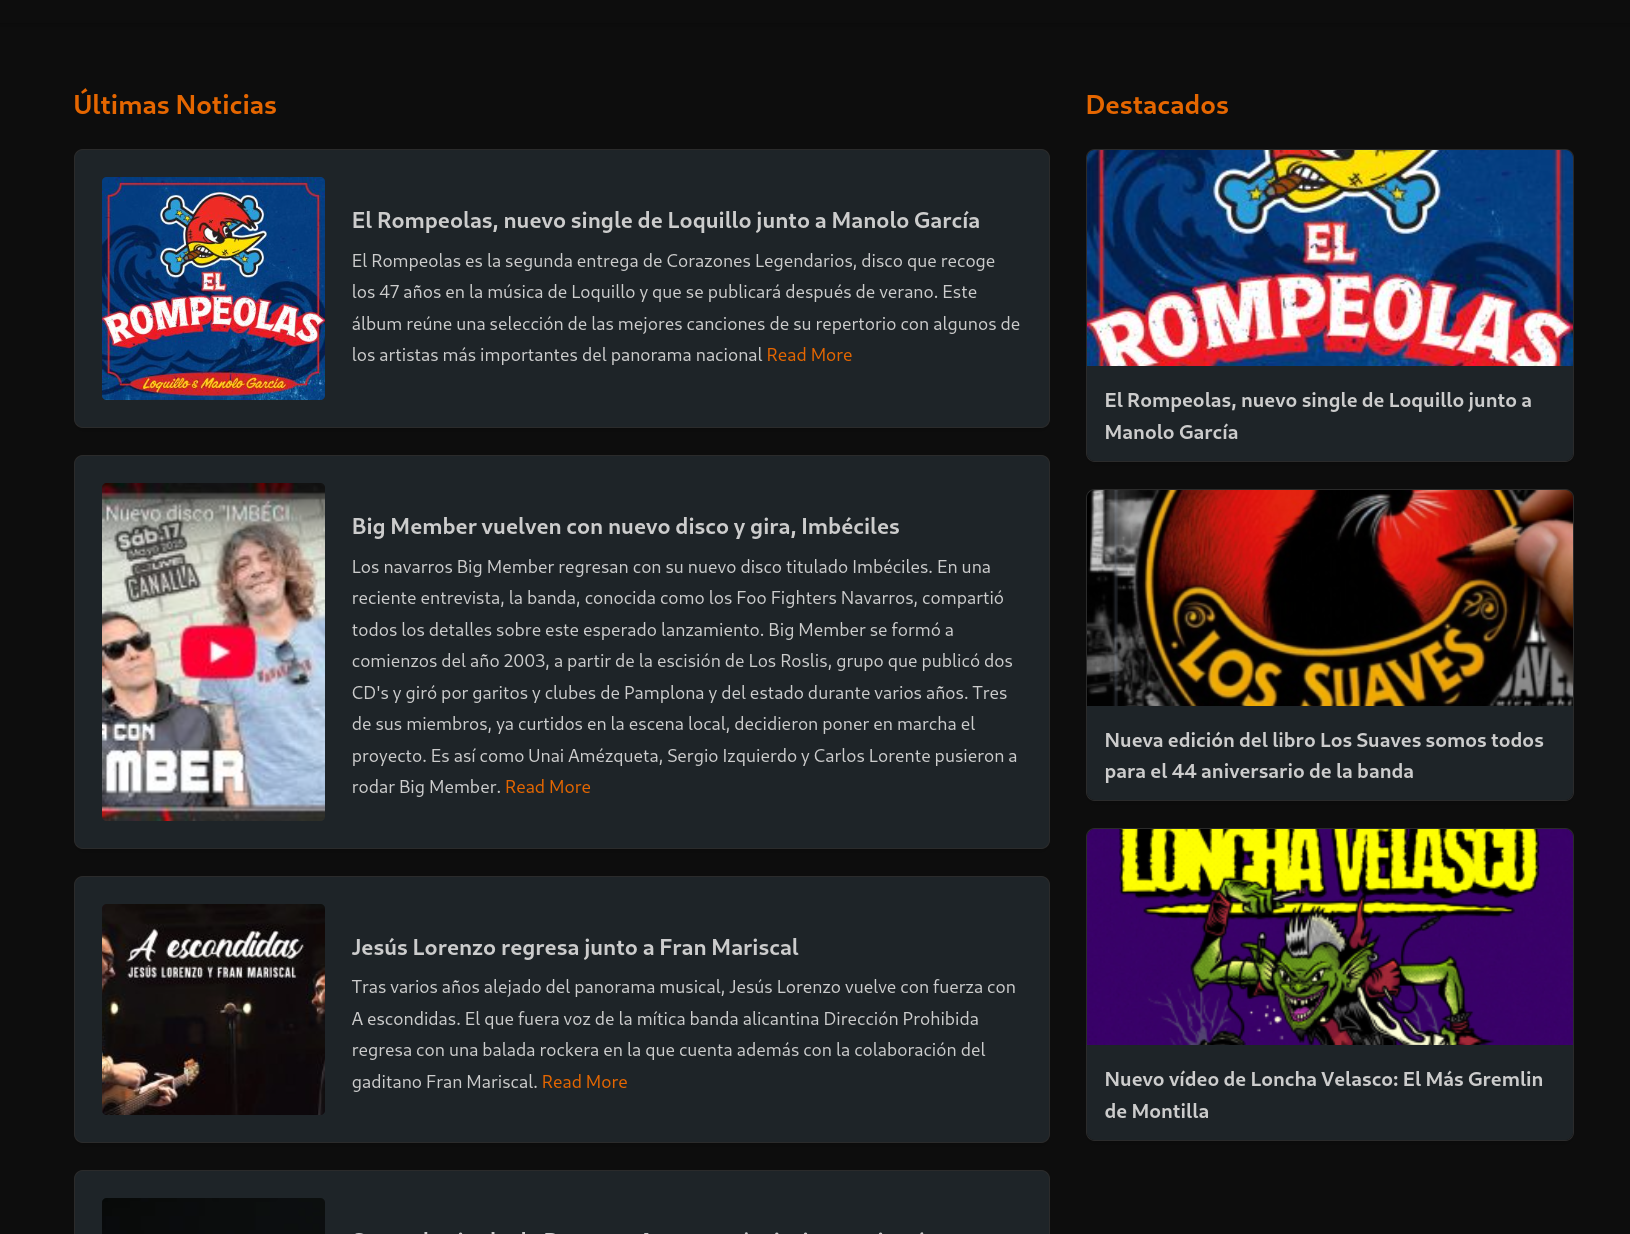 Últimas Noticias
EL
ROMPEOLAS
Loquillo & Manolo García
El Rompeolas, nuevo single de Loquillo junto a Manolo García
El Rompeolas es la segunda entrega de Corazones Legendarios, disco que recoge
los 47 años en la música de Loquillo y que se publicará después de verano. Este
álbum reúne una selección de las mejores canciones de su repertorio con algunos de
los artistas más importantes del panorama nacional Read More
Nuevo disco "IMBÉCI...
Sáb.17
CANALLA
CON
MBER
Big Member vuelven con nuevo disco y gira, Imbéciles
Los navarros Big Member regresan con su nuevo disco titulado Imbéciles. En una
reciente entrevista, la banda, conocida como los Foo Fighters Navarros, compartió
todos los detalles sobre este esperado lanzamiento. Big Member se formó a
comienzos del año 2003, a partir de la escisión de Los Roslis, grupo que publicó dos
CD's y giró por garitos y clubes de Pamplona y del estado durante varios años. Tres
de sus miembros, ya curtidos en la escena local, decidieron poner en marcha el
proyecto. Es así como Unai Amézqueta, Sergio Izquierdo y Carlos Lorente pusieron a
rodar Big Member. Read More
A escondidas
JESÚS LORENZO Y FRAN MARISCAL
Jesús Lorenzo regresa junto a Fran Mariscal
Tras varios años alejado del panorama musical, Jesús Lorenzo vuelve con fuerza con
A escondidas. El que fuera voz de la mítica banda alicantina Dirección Prohibida
regresa con una balada rockera en la que cuenta además con la colaboración del
gaditano Fran Mariscal. Read More
Destacados
EL
ROMPEOLAS
El Rompeolas, nuevo single de Loquillo junto a
Manolo García
LOS SUAVES
Nueva edición del libro Los Suaves somos todos
para el 44 aniversario de la banda
LONCHA VELASCO
Nuevo vídeo de Loncha Velasco: El Más Gremlin
de Montilla